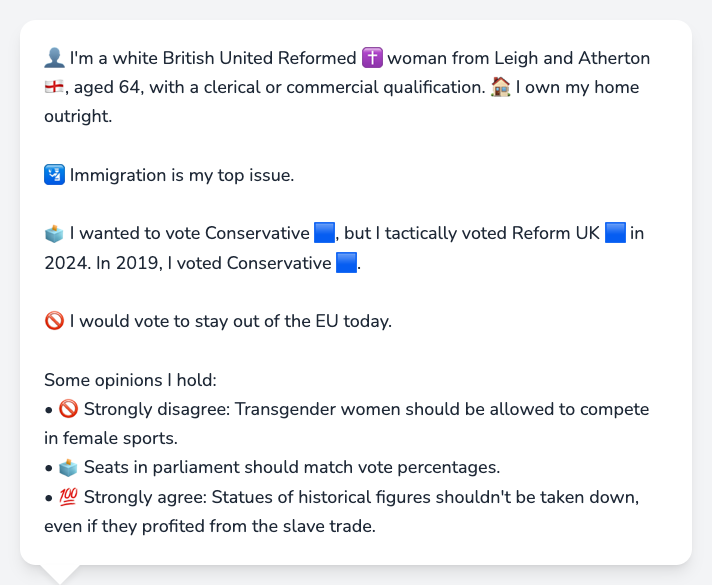 👤 I'm a white British United Reformed ✝️ woman from Leigh and Atherton
🏴󠁧󠁢󠁥󠁮󠁧󠁿, aged 64, with a clerical or commercial qualification. 🏠 I own my home
outright.
🛂 Immigration is my top issue.
🗳️ I wanted to vote Conservative 🟦, but I tactically voted Reform UK 🟦 in
2024. In 2019, I voted Conservative 🟦.
🚫 I would vote to stay out of the EU today.
Some opinions I hold:
• 🚫 Strongly disagree: Transgender women should be allowed to compete
in female sports.
• 🗳️ Seats in parliament should match vote percentages.
• 💯 Strongly agree: Statues of historical figures shouldn't be taken down,
even if they profited from the slave trade.